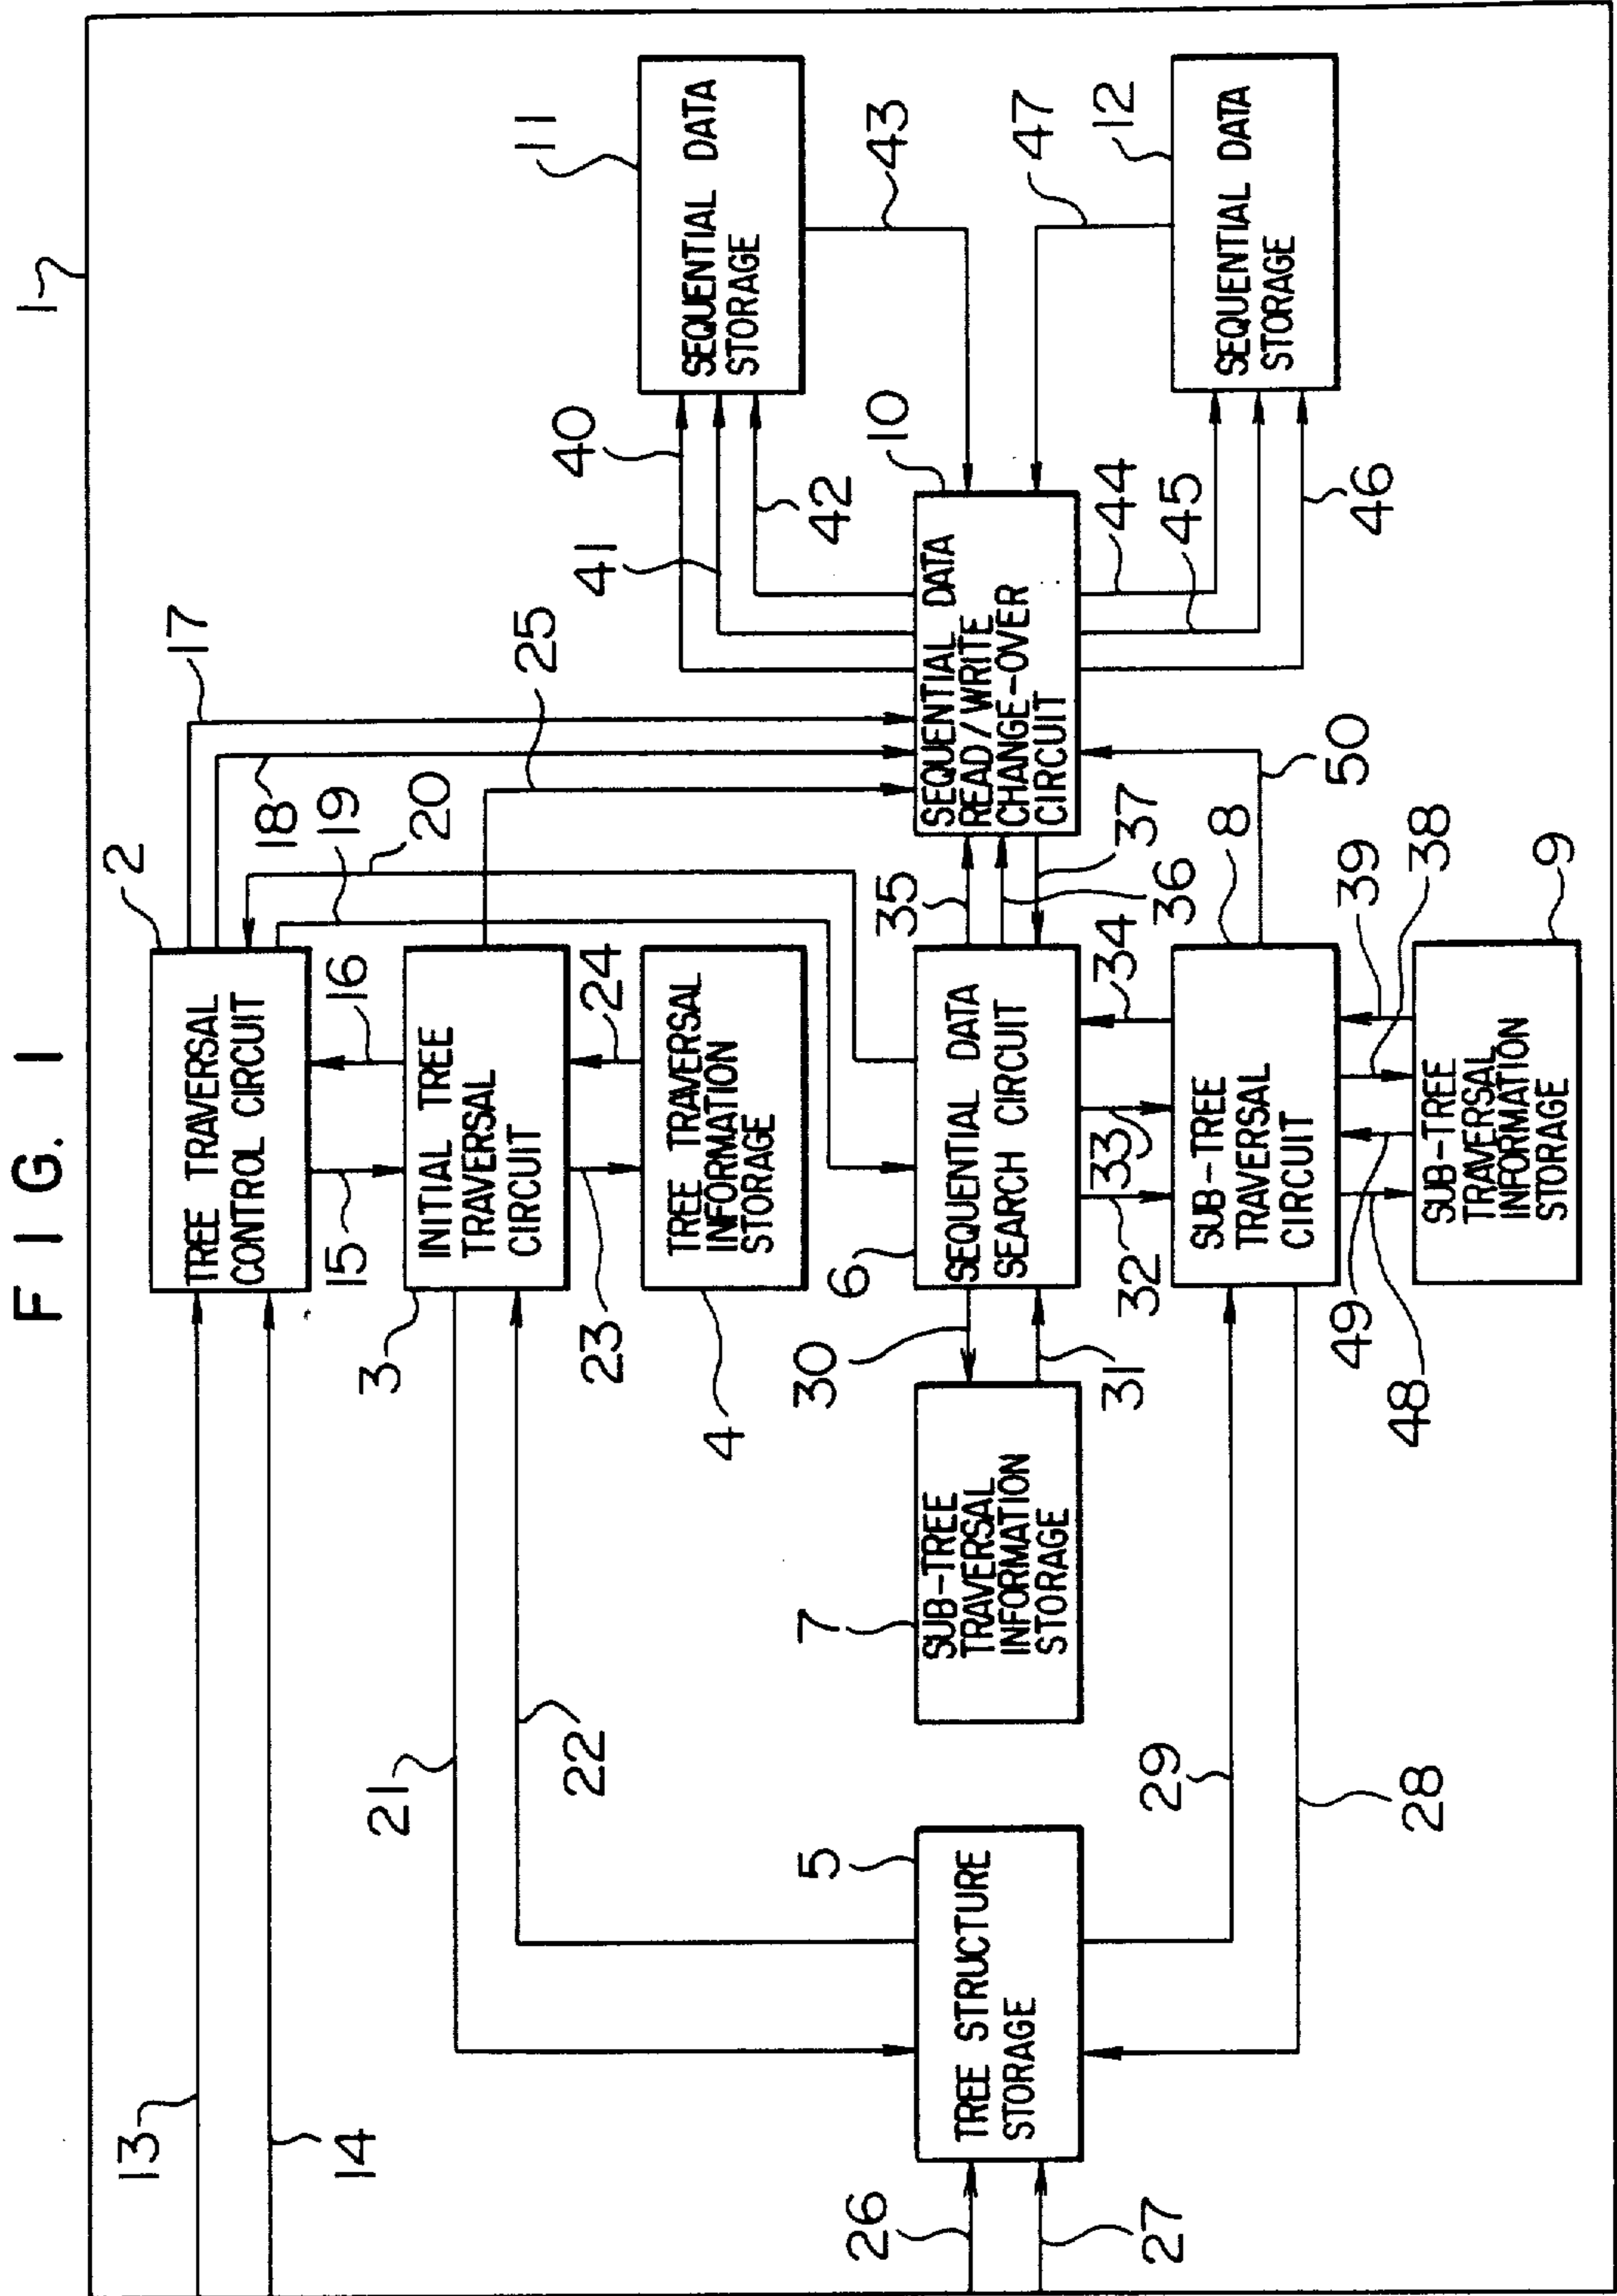 FIG. 1
1
2
TREE TRAVERSAL
CONTROL CIRCUIT
13
14
15
16
17
18
19
20
3
INITIAL TREE
TRAVERSAL
CIRCUIT
21
22
23
24
25
4
TREE TRAVERSAL
INFORMATION
STORAGE
5
TREE STRUCTURE
STORAGE
26
27
28
29
6
SEQUENTIAL DATA
SEARCH CIRCUIT
30
31
7
SUB-TREE
TRAVERSAL
INFORMATION
STORAGE
32
33
34
35
36
37
8
SUB-TREE
TRAVERSAL
CIRCUIT
38
39
48
49
50
9
SUB-TREE
TRAVERSAL
INFORMATION
STORAGE
10
SEQUENTIAL DATA
READ/WRITE
CHANGE-OVER
CIRCUIT
40
41
42
43
11
SEQUENTIAL DATA
STORAGE
44
45
46
47
12
SEQUENTIAL DATA
STORAGE